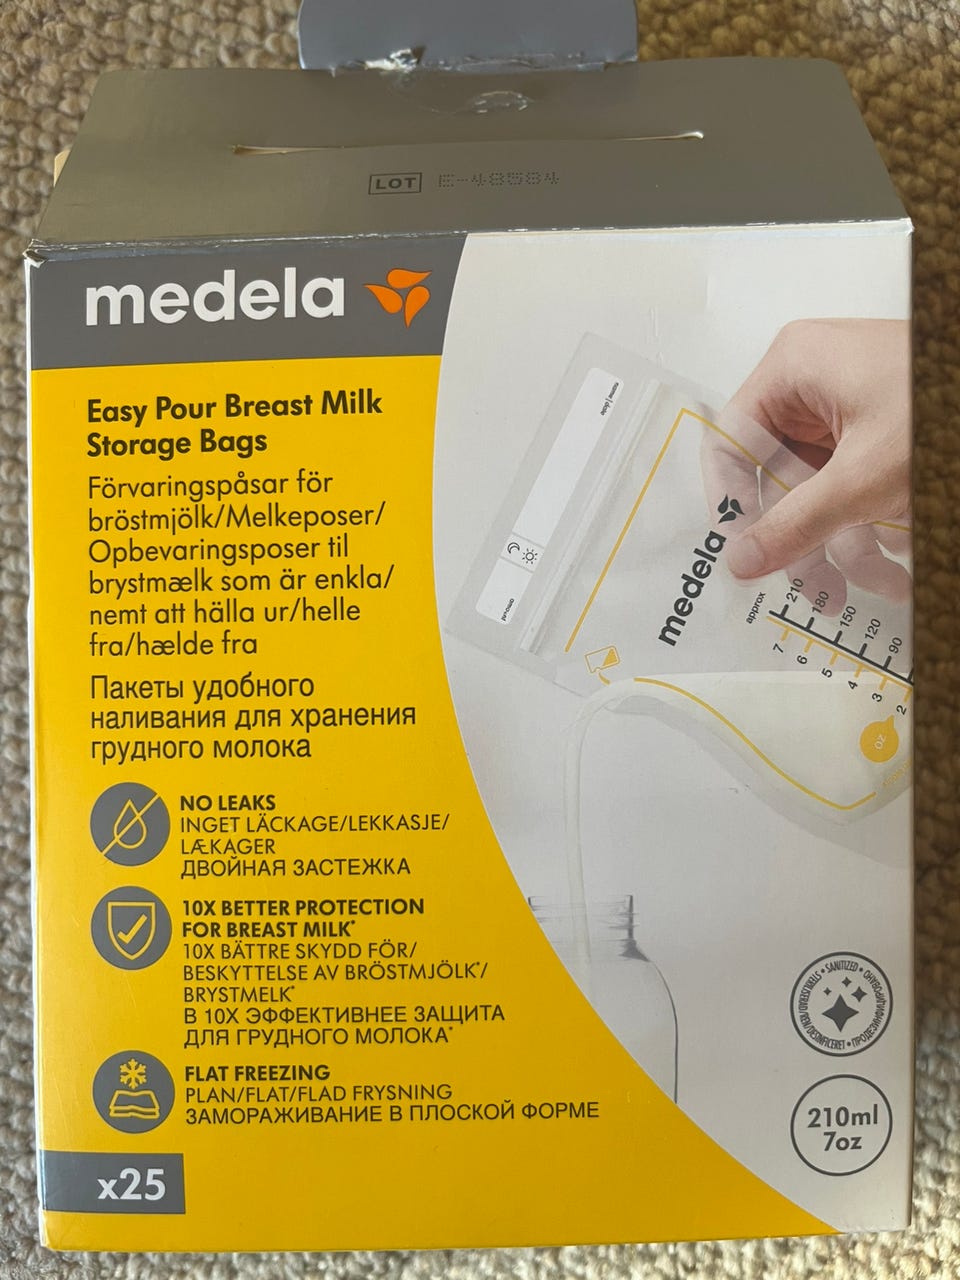 LOT E-48584
medela
Easy Pour Breast Milk
Storage Bags
Förvaringspåsar för
bröstmjölk/Melkeposer/
Opbevaringsposer til
brystmælk som är enkla/
nemt att hälla ur/helle
fra/hælde fra
Пакеты удобного
наливания для хранения
грудного молока
NO LEAKS
INGET LÄCKAGE/LEKKASJE/
LÆKAGER
ДВОЙНАЯ ЗАСТЕЖКА
10X BETTER PROTECTION
FOR BREAST MILK*
10X BÄTTRE SKYDD FÖR/
BESKYTTELSE AV BRÖSTMJÖLK*/
BRYSTMELK*
В 10X ЭФФЕКТИВНЕЕ ЗАЩИТА
ДЛЯ ГРУДНОГО МОЛОКА*
FLAT FREEZING
PLAN/FLAT/FLAD FRYSNING
ЗАМОРАЖИВАНИЕ В ПЛОСКОЙ ФОРМЕ
x25
name | date
medela
approx
210
180
150
120
90
7
6
5
4
3
2
oz
SANITIZED
ПРОДЕЗИНФИЦИРОВАНО
210ml
7oz